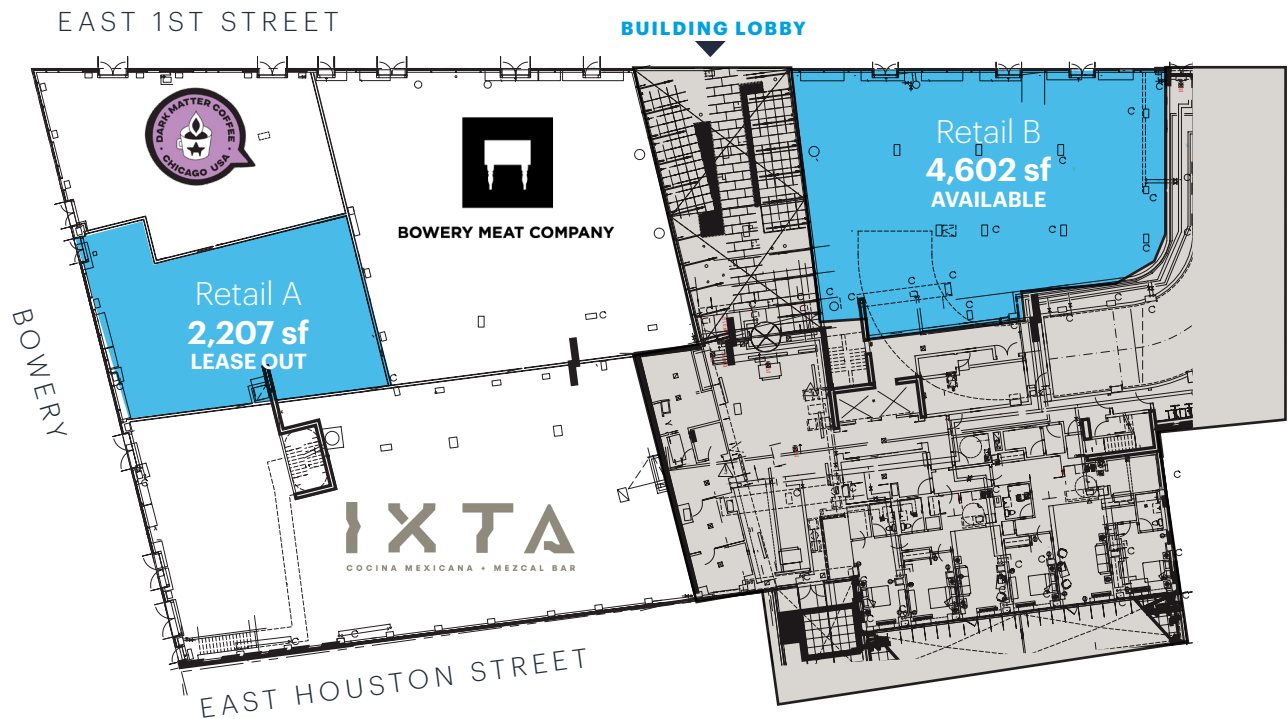 EAST 1ST STREET
BUILDING LOBBY
DARK MATTER COFFEE
CHICAGO USA
BOWERY MEAT COMPANY
Retail B
4,602 sf
AVAILABLE
Retail A
2,207 sf
LEASE OUT
BOWERY
IXTA
COCINA MEXICANA + MEZCAL BAR
EAST HOUSTON STREET